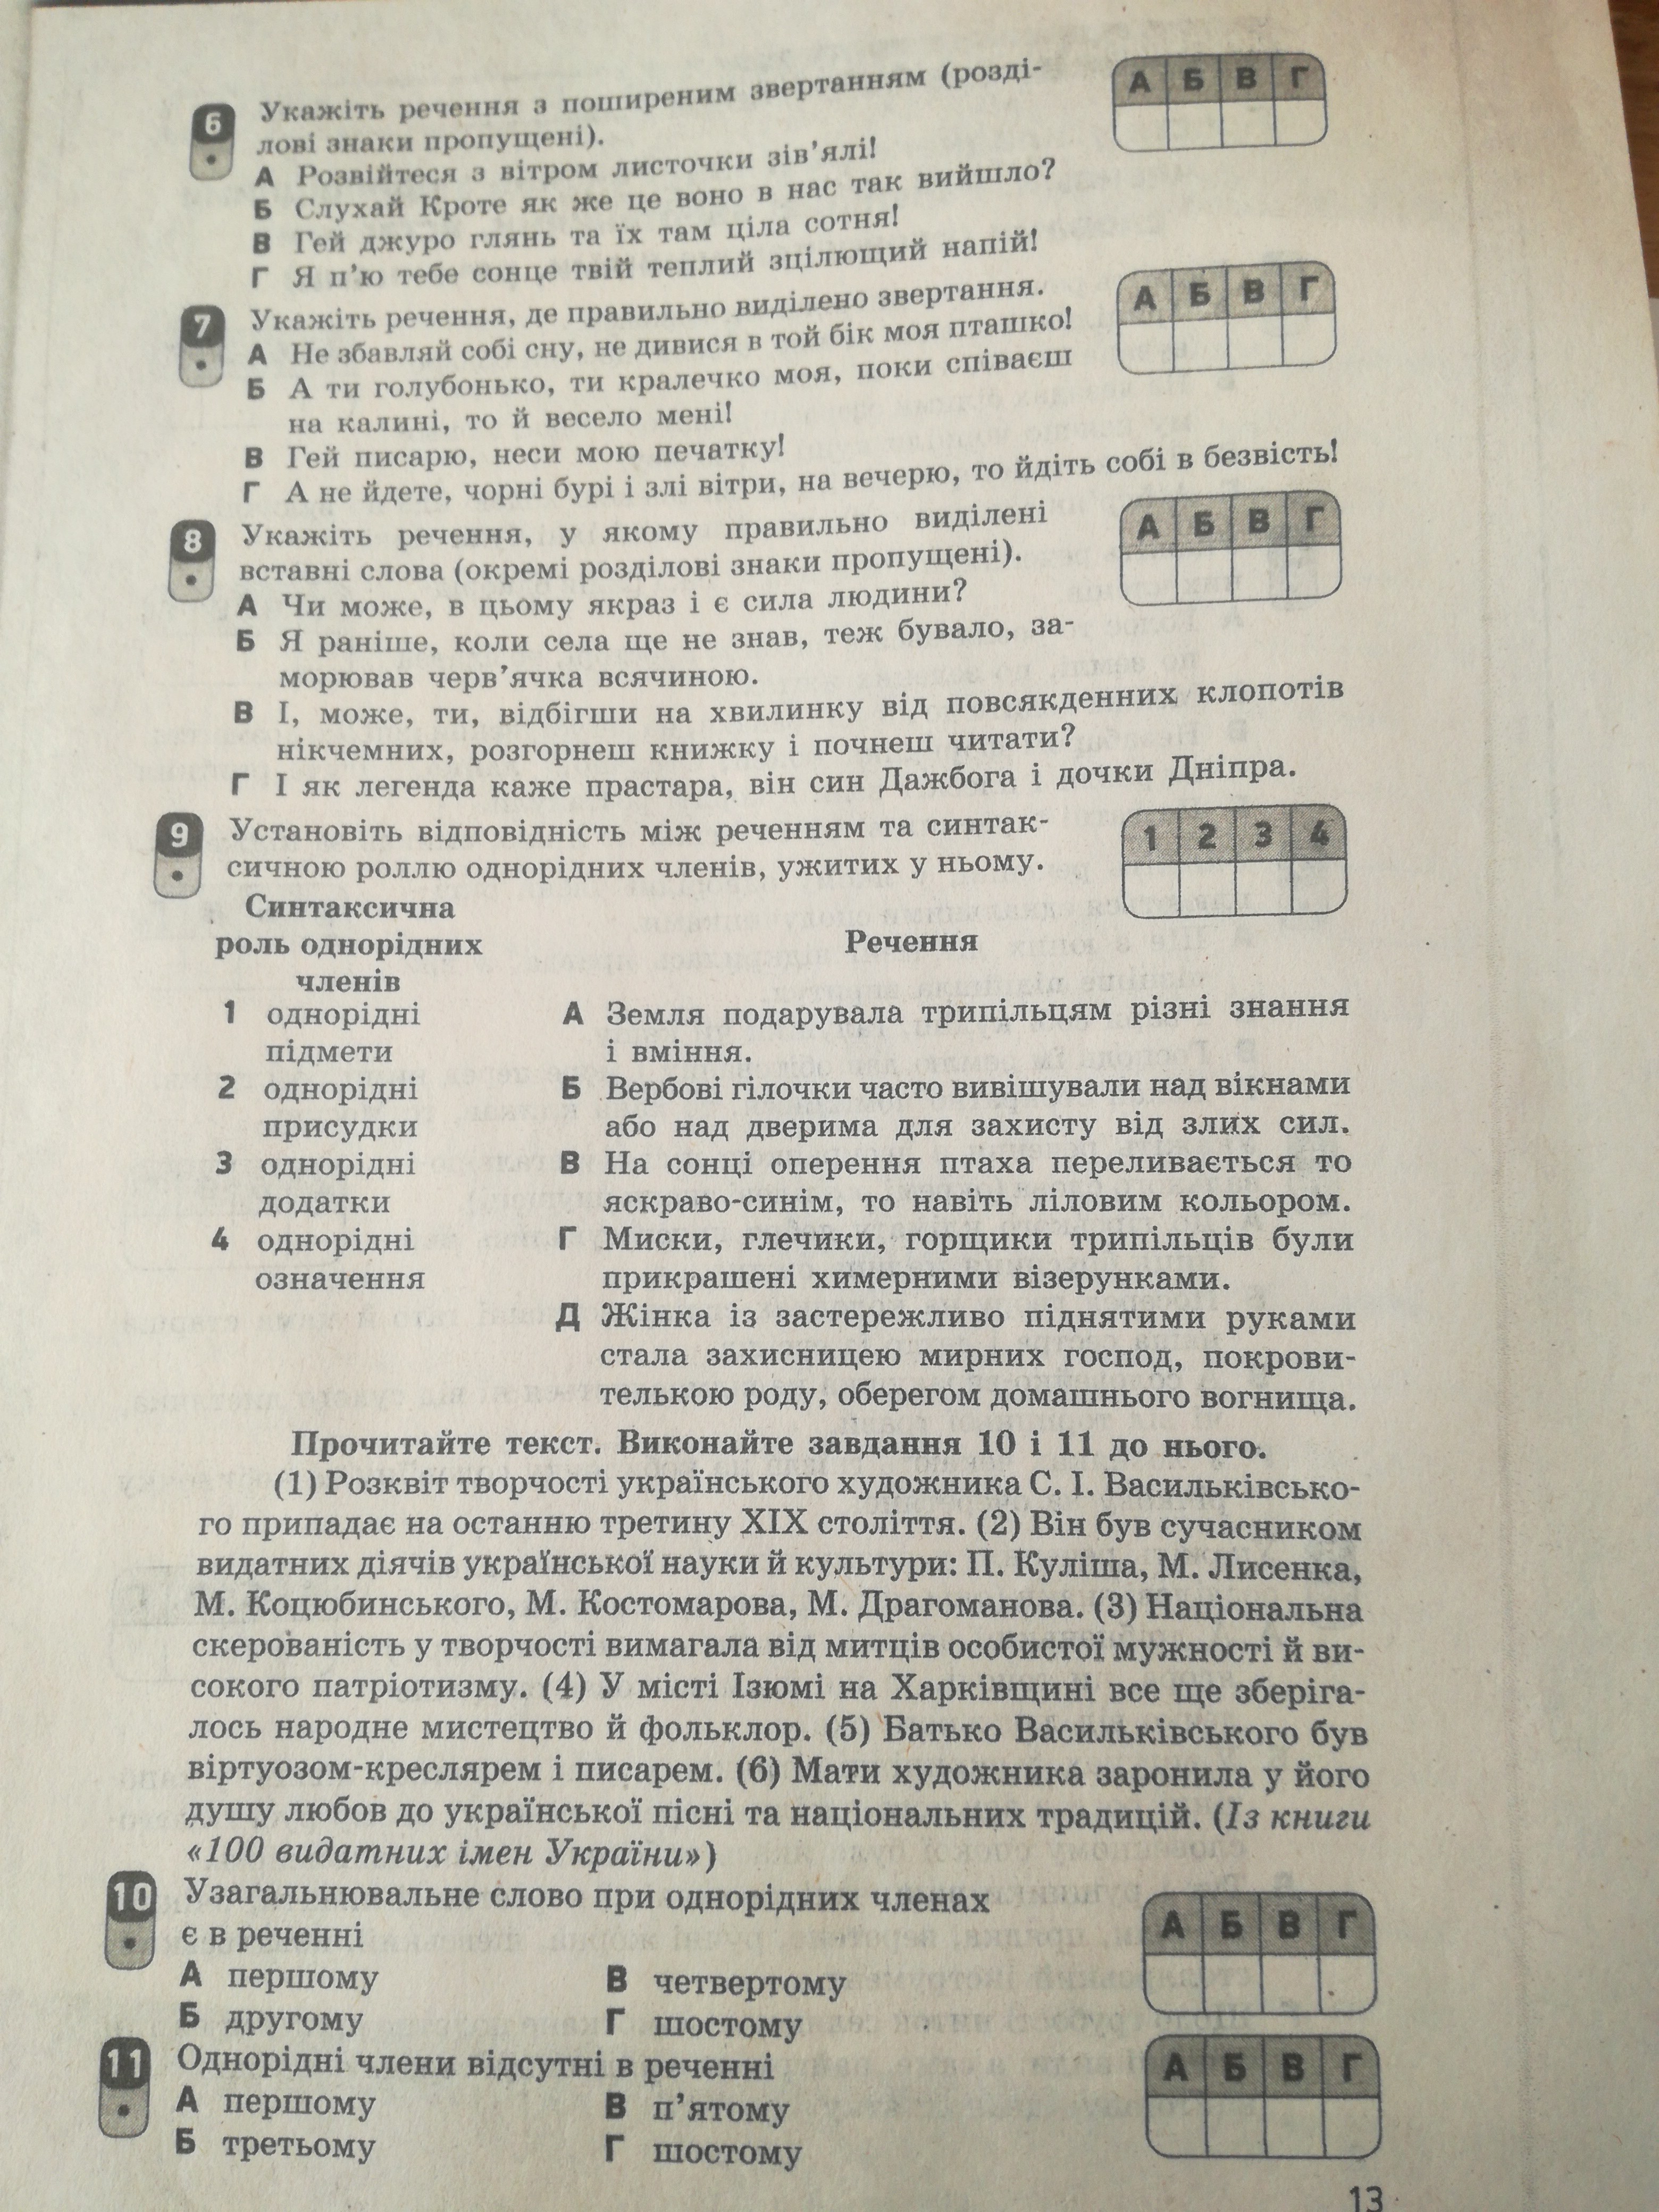 6 Укажіть речення з поширеним звертанням (розді-
лові знаки пропущені).
А Розвійтеся з вітром листочки зів’ялі!
Б Слухай Кроте як же це воно в нас так вийшло?
В Гей джуро глянь та їх там ціла сотня!
Г Я п’ю тебе сонце твій теплий зцілющий напій!
А Б В Г
7 Укажіть речення, де правильно виділено звертання.
А Не збавляй собі сну, не дивися в той бік моя пташко!
Б А ти голубонько, ти кралечко моя, поки співаєш
на калині, то й весело мені!
В Гей писарю, неси мою печатку!
Г А не йдете, чорні бурі і злі вітри, на вечерю, то йдіть собі в безвість!
А Б В Г
8 Укажіть речення, у якому правильно виділені
вставні слова (окремі розділові знаки пропущені).
А Чи може, в цьому якраз і є сила людини?
Б Я раніше, коли села ще не знав, теж бувало, за-
морював черв’ячка всячиною.
В І, може, ти, відбігши на хвилинку від повсякденних клопотів
нікчемних, розгорнеш книжку і почнеш читати?
Г І як легенда каже прастара, він син Дажбога і дочки Дніпра.
А Б В Г
9 Установіть відповідність між реченням та синтак-
сичною роллю однорідних членів, ужитих у ньому.
1 2 3 4
Синтаксична
роль однорідних
членів
1 однорідні
підмети
2 однорідні
присудки
3 однорідні
додатки
4 однорідні
означення
Речення
А Земля подарувала трипільцям різні знання
і вміння.
Б Вербові гілочки часто вивішували над вікнами
або над дверима для захисту від злих сил.
В На сонці оперення птаха переливається то
яскраво-синім, то навіть ліловим кольором.
Г Миски, глечики, горщики трипільців були
прикрашені химерними візерунками.
Д Жінка із застережливо піднятими руками
стала захисницею мирних господ, покрови-
телькою роду, оберегом домашнього вогнища.
Прочитайте текст. Виконайте завдання 10 і 11 до нього.
(1) Розквіт творчості українського художника С. І. Васильківсько-
го припадає на останню третину XIX століття. (2) Він був сучасником
видатних діячів української науки й культури: П. Куліша, М. Лисенка,
М. Коцюбинського, М. Костомарова, М. Драгоманова. (3) Національна
скерованість у творчості вимагала від митців особистої мужності й ви-
сокого патріотизму. (4) У місті Ізюмі на Харківщині все ще зберіга-
лось народне мистецтво й фольклор. (5) Батько Васильківського був
віртуозом-креслярем і писарем. (6) Мати художника заронила у його
душу любов до української пісні та національних традицій. (Із книги
«100 видатних імен України»)
10 Узагальнювальне слово при однорідних членах
є в реченні
А першому
Б другому
В четвертому
Г шостому
А Б В Г
11 Однорідні члени відсутні в реченні
А першому
Б третьому
В п’ятому
Г шостому
А Б В Г
13